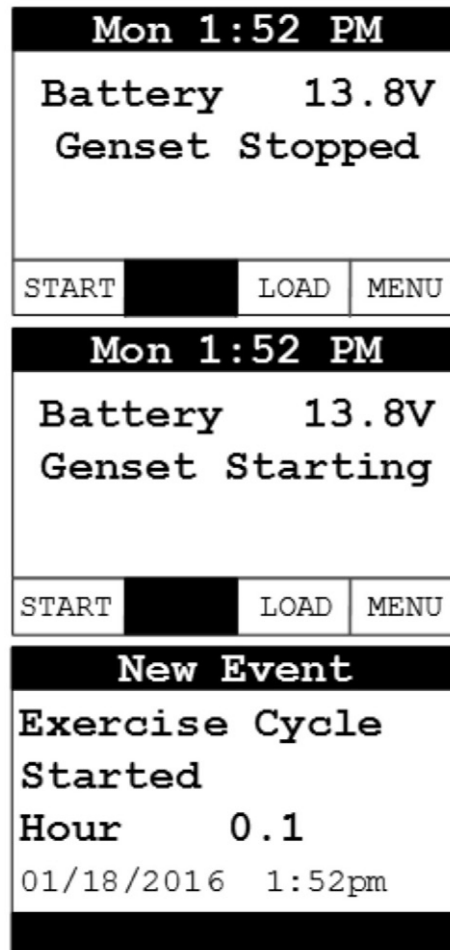 Mon 1:52 PM
Battery 13.8V
Genset Stopped
START LOAD MENU
Mon 1:52 PM
Battery 13.8V
Genset Starting
START LOAD MENU
New Event
Exercise Cycle
Started
Hour 0.1
01/18/2016 1:52pm